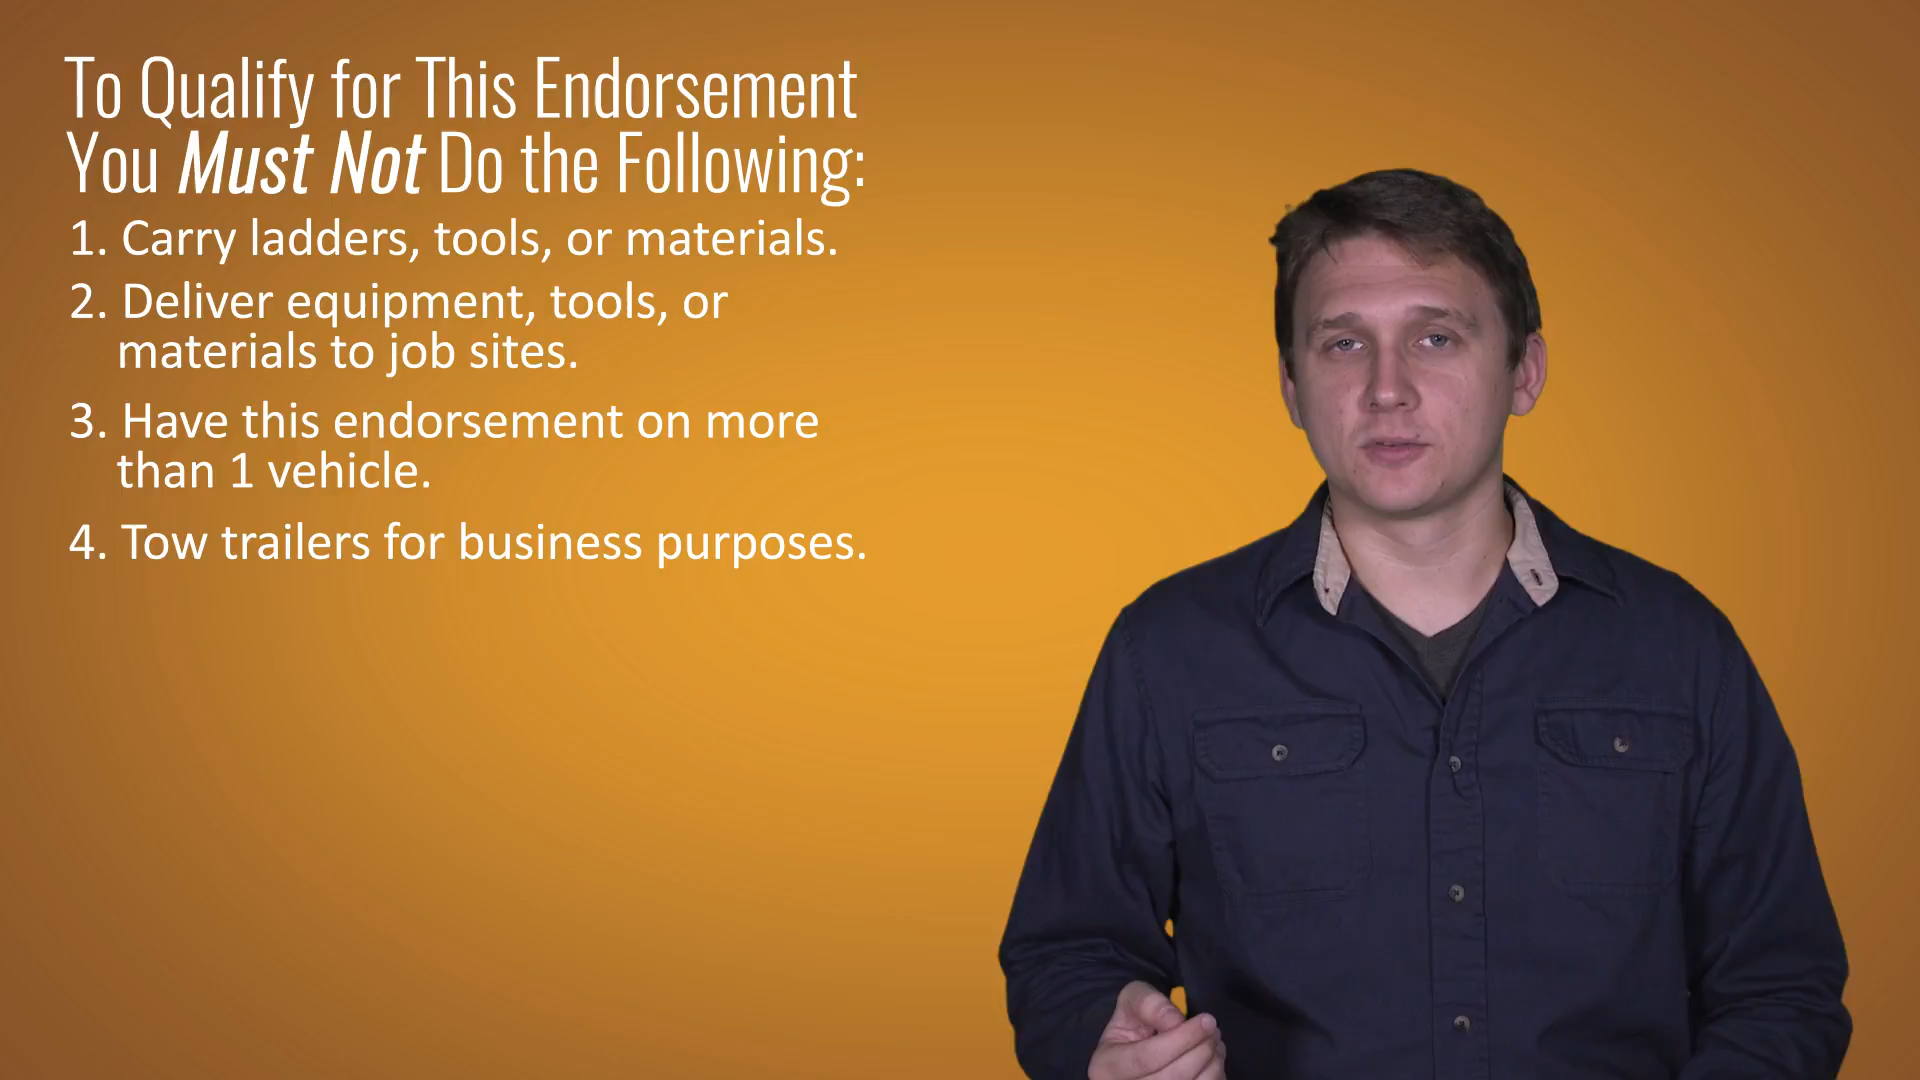 To Qualify for This Endorsement
You Must Not Do the Following:
1. Carry ladders, tools, or materials.
2. Deliver equipment, tools, or
materials to job sites.
3. Have this endorsement on more
than 1 vehicle.
4. Tow trailers for business purposes.